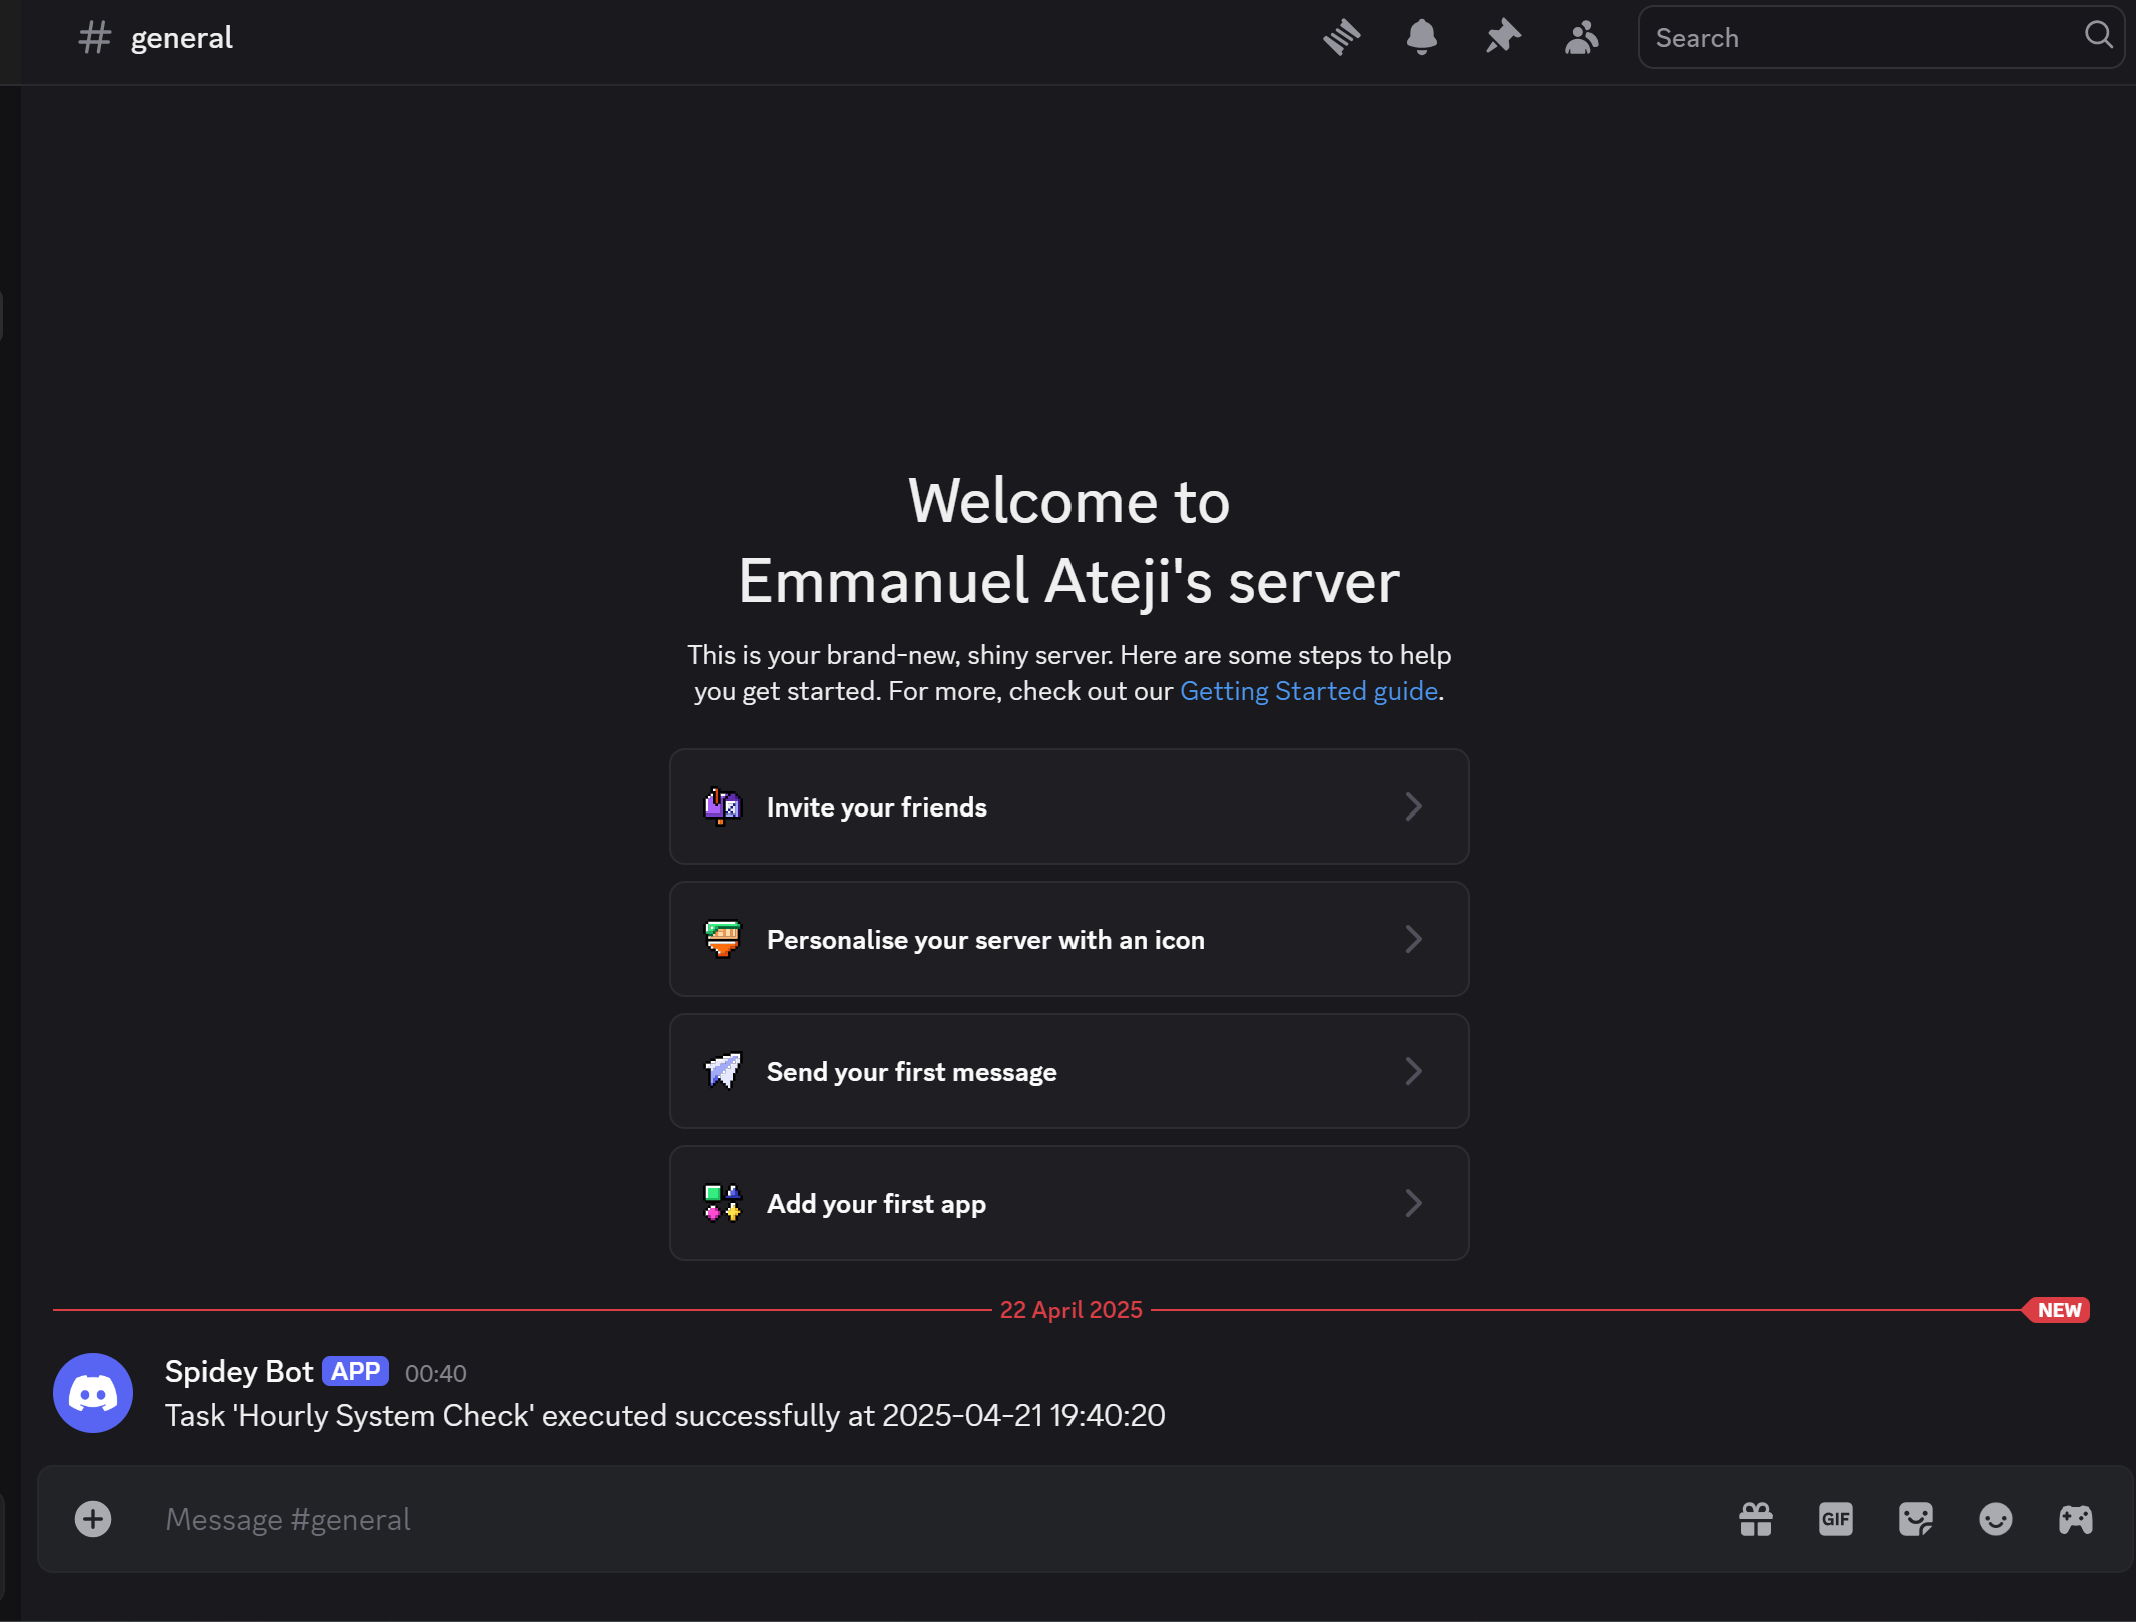 general
Search
Welcome to
Emmanuel Ateji's server
This is your brand-new, shiny server. Here are some steps to help
you get started. For more, check out our Getting Started guide.
Invite your friends
Personalise your server with an icon
Send your first message
Add your first app
22 April 2025
NEW
Spidey Bot APP 00:40
Task 'Hourly System Check' executed successfully at 2025-04-21 19:40:20
Message #general
GIF